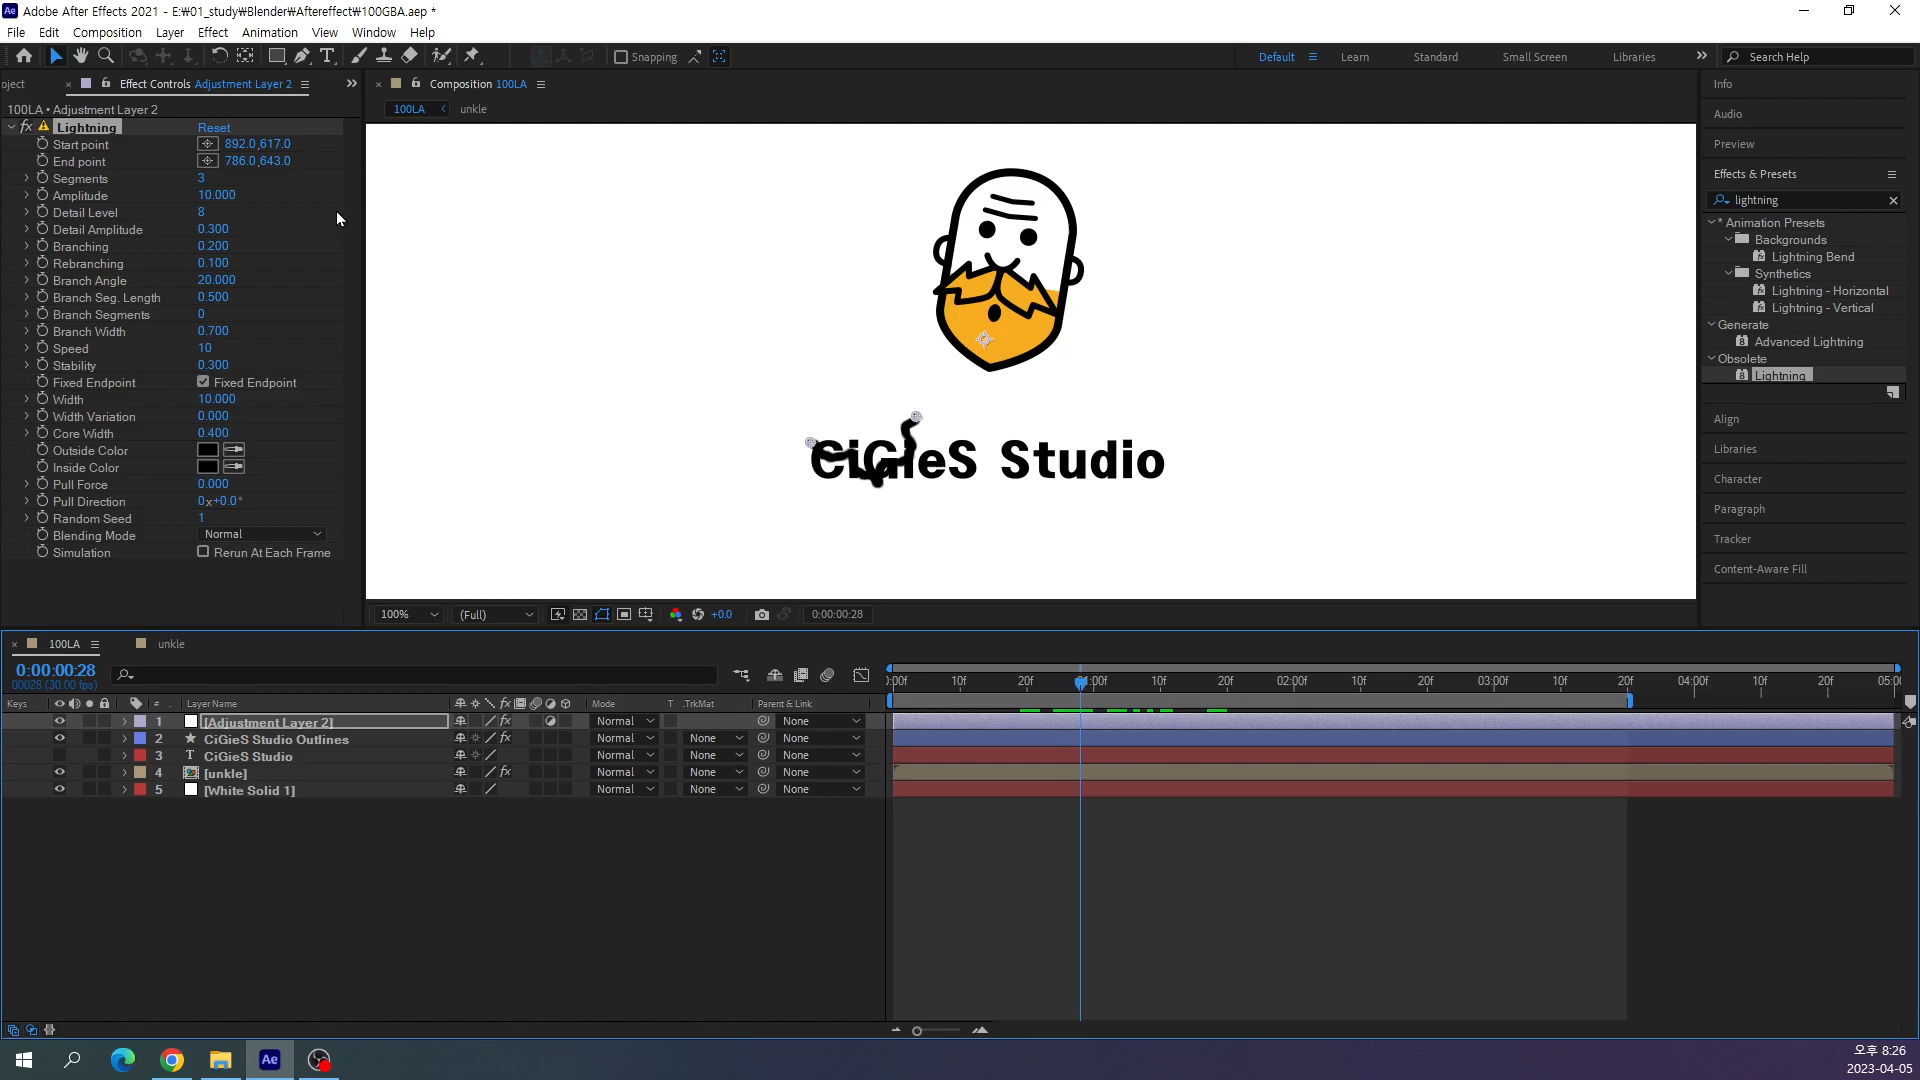 Adobe After Effects 2021 - E:₩01_study₩Blender₩Aftereffect₩100GBA.aep *
File Edit Composition Layer Effect Animation View Window Help
Snapping Default Learn Standard Small Screen Libraries Search Help
oject Effect Controls Adjustment Layer 2
100LA • Adjustment Layer 2
fx Lightning Reset
Start point 892.0,617.0
End point 786.0,643.0
Segments 3
Amplitude 10.000
Detail Level 8
Detail Amplitude 0.300
Branching 0.200
Rebranching 0.100
Branch Angle 20.000
Branch Seg. Length 0.500
Branch Segments 0
Branch Width 0.700
Speed 10
Stability 0.300
Fixed Endpoint Fixed Endpoint
Width 10.000
Width Variation 0.000
Core Width 0.400
Outside Color
Inside Color
Pull Force 0.000
Pull Direction 0x+0.0°
Random Seed 1
Blending Mode Normal
Simulation Rerun At Each Frame
Composition 100LA
100LA unkle
CiGieS Studio
100% (Full) +0.0 0:00:00:28
Info
Audio
Preview
Effects & Presets
lightning
* Animation Presets
Backgrounds
Lightning Bend
Synthetics
Lightning - Horizontal
Lightning - Vertical
Generate
Advanced Lightning
Obsolete
Lightning
Align
Libraries
Character
Paragraph
Tracker
Content-Aware Fill
100LA unkle
0:00:00:28
00028 (30.00 fps)
):00f 10f 20f 01:00f 10f 20f 02:00f 10f 20f 03:00f 10f 20f 04:00f 10f 20f 05:00
Keys # Layer Name fx Mode T .TrkMat Parent & Link
1 [Adjustment Layer 2] fx Normal None
2 CiGieS Studio Outlines fx Normal None None
3 T CiGieS Studio Normal None None
4 [unkle] fx Normal None None
5 [White Solid 1] Normal None None
Ae
오후 8:26
2023-04-05